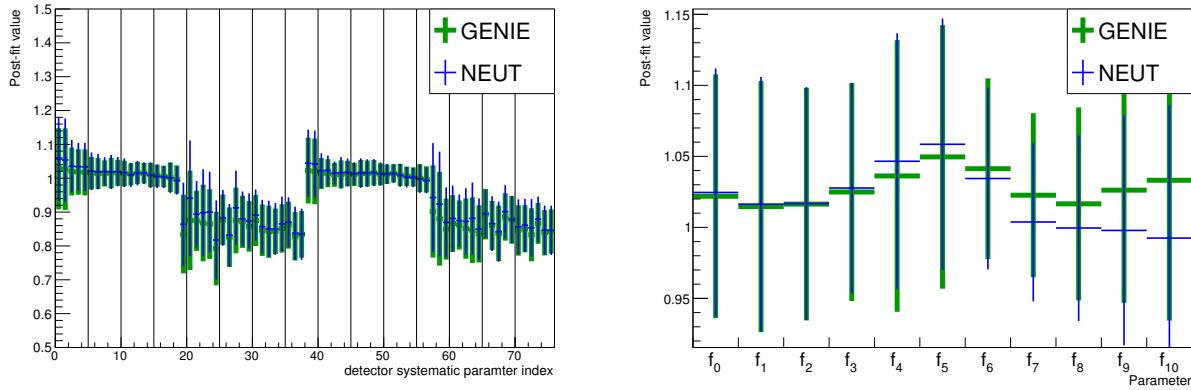 Post-fit value
1.5
1.4
1.3
1.2
1.1
1
0.9
0.8
0.7
0.6
0.5
GENIE
NEUT
0 10 20 30 40 50 60 70
detector systematic paramter index
Post-fit value
1.15
1.1
1.05
1
0.95
GENIE
NEUT
f0 f1 f2 f3 f4 f5 f6 f7 f8 f9 f10
Parameter